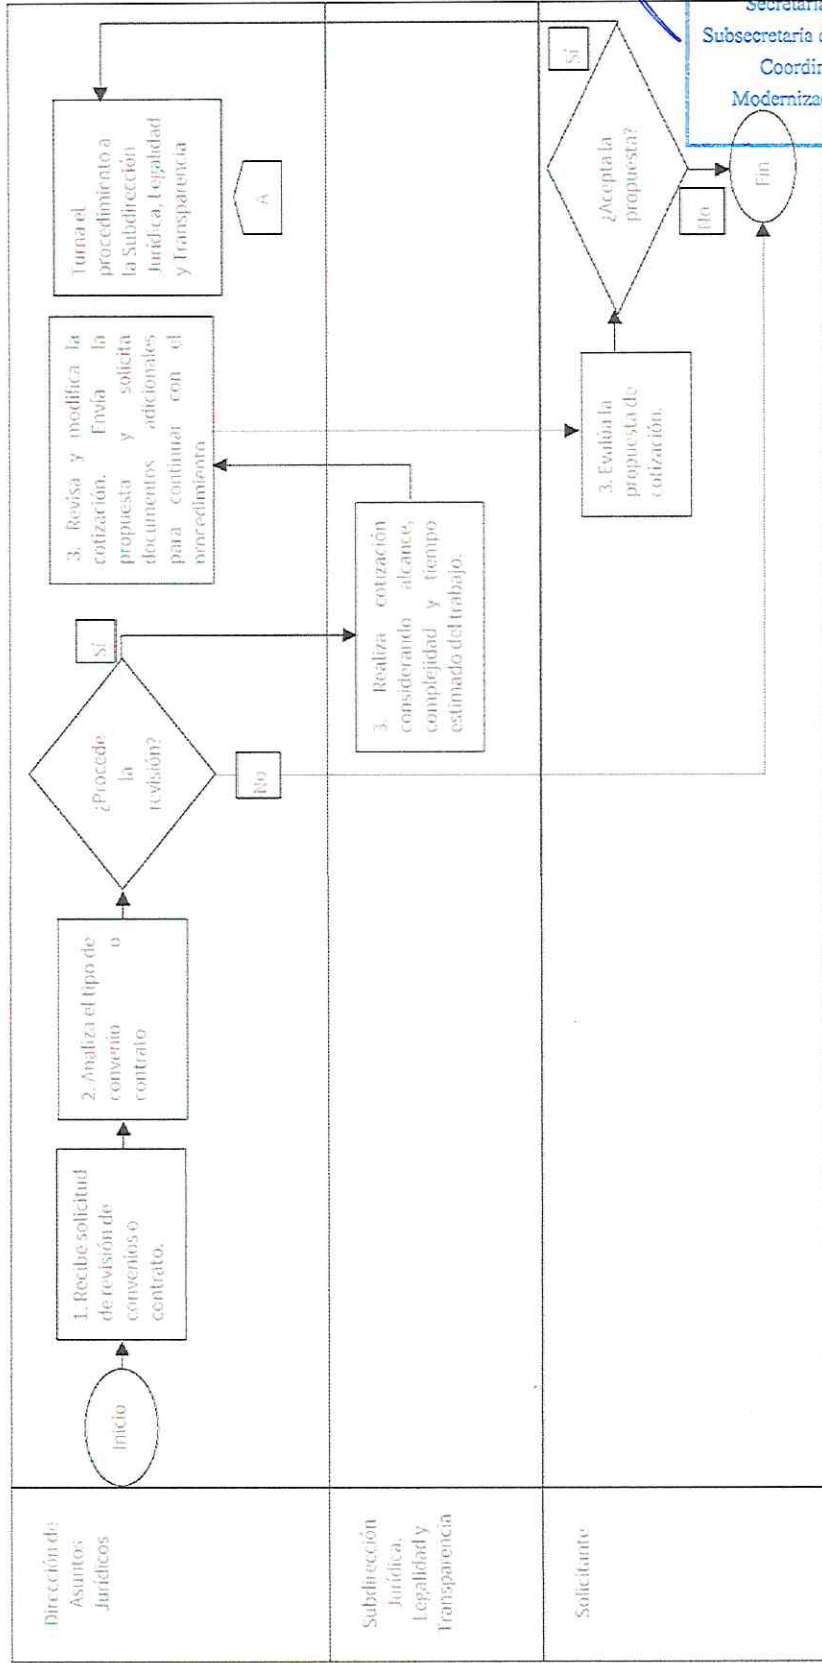 Dirección de
Asuntos
Jurídicos
Inicio
1. Recibe solicitud
de revisión de
convenios o
contrato.
2. Analiza el tipo de
convenio o
contrato
¿Procede
la
revisión?
Sí
No
3. Revisa y modifica la
cotización. Envía la
propuesta y solicita
documentos adicionales
para continuar con el
procedimiento
Turna el
procedimiento a
la Subdirección
Jurídica, Legalidad
y Transparencia
A
Subdirección
Jurídica,
Legalidad y
Transparencia
3. Realiza cotización
considerando alcance,
complejidad y tiempo
estimado del trabajo.
Solicitante
3. Evalúa la
propuesta de
cotización.
¿Acepta la
propuesta?
Sí
No
Fin
Secretaría
Subsecretaría